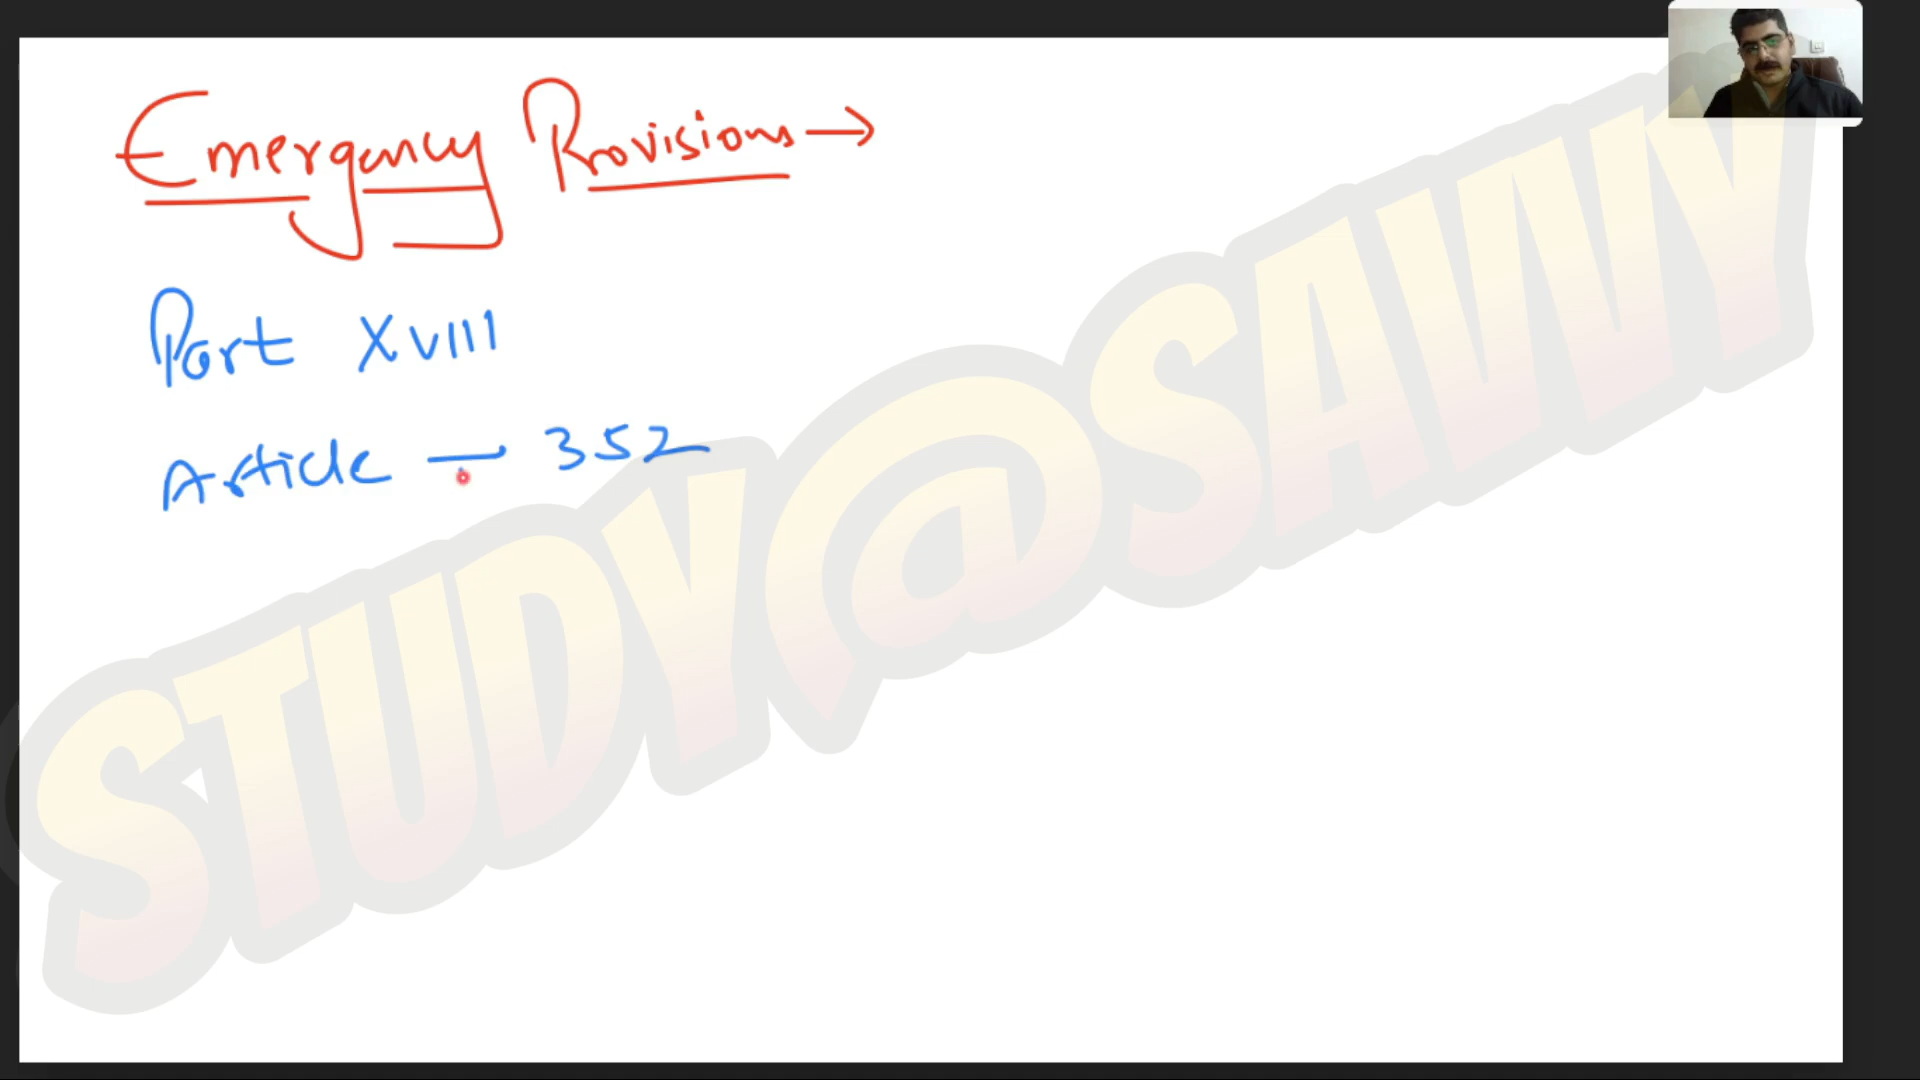 Emergency Provisions →
Part XVIII
Article — 352
STUDY@SAVVY